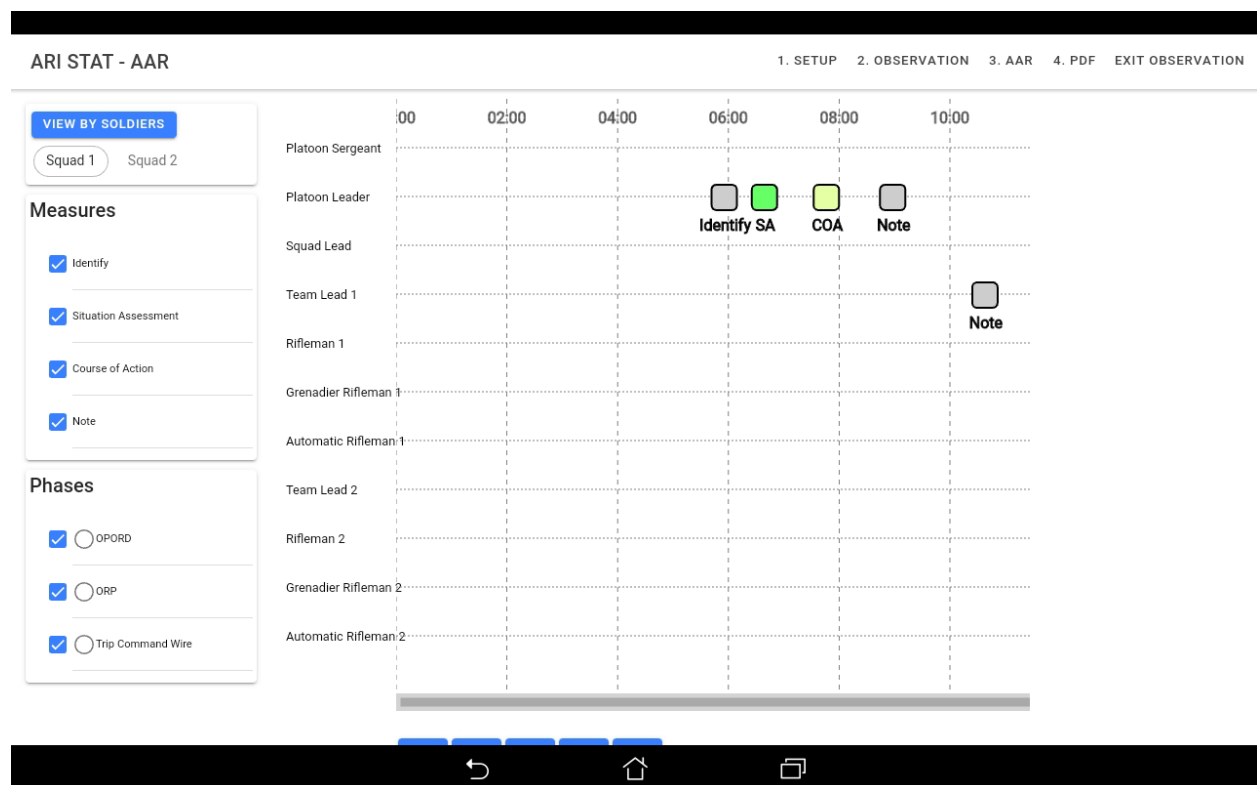 ARI STAT - AAR
1. SETUP 2. OBSERVATION 3. AAR 4. PDF EXIT OBSERVATION
VIEW BY SOLDIERS
Squad 1 Squad 2
Measures
Identify
Situation Assessment
Course of Action
Note
Phases
OPORD
ORP
Trip Command Wire
:00 02:00 04:00 06:00 08:00 10:00
Platoon Sergeant
Platoon Leader
Identify SA COA Note
Squad Lead
Team Lead 1
Note
Rifleman 1
Grenadier Rifleman 1
Automatic Rifleman 1
Team Lead 2
Rifleman 2
Grenadier Rifleman 2
Automatic Rifleman 2